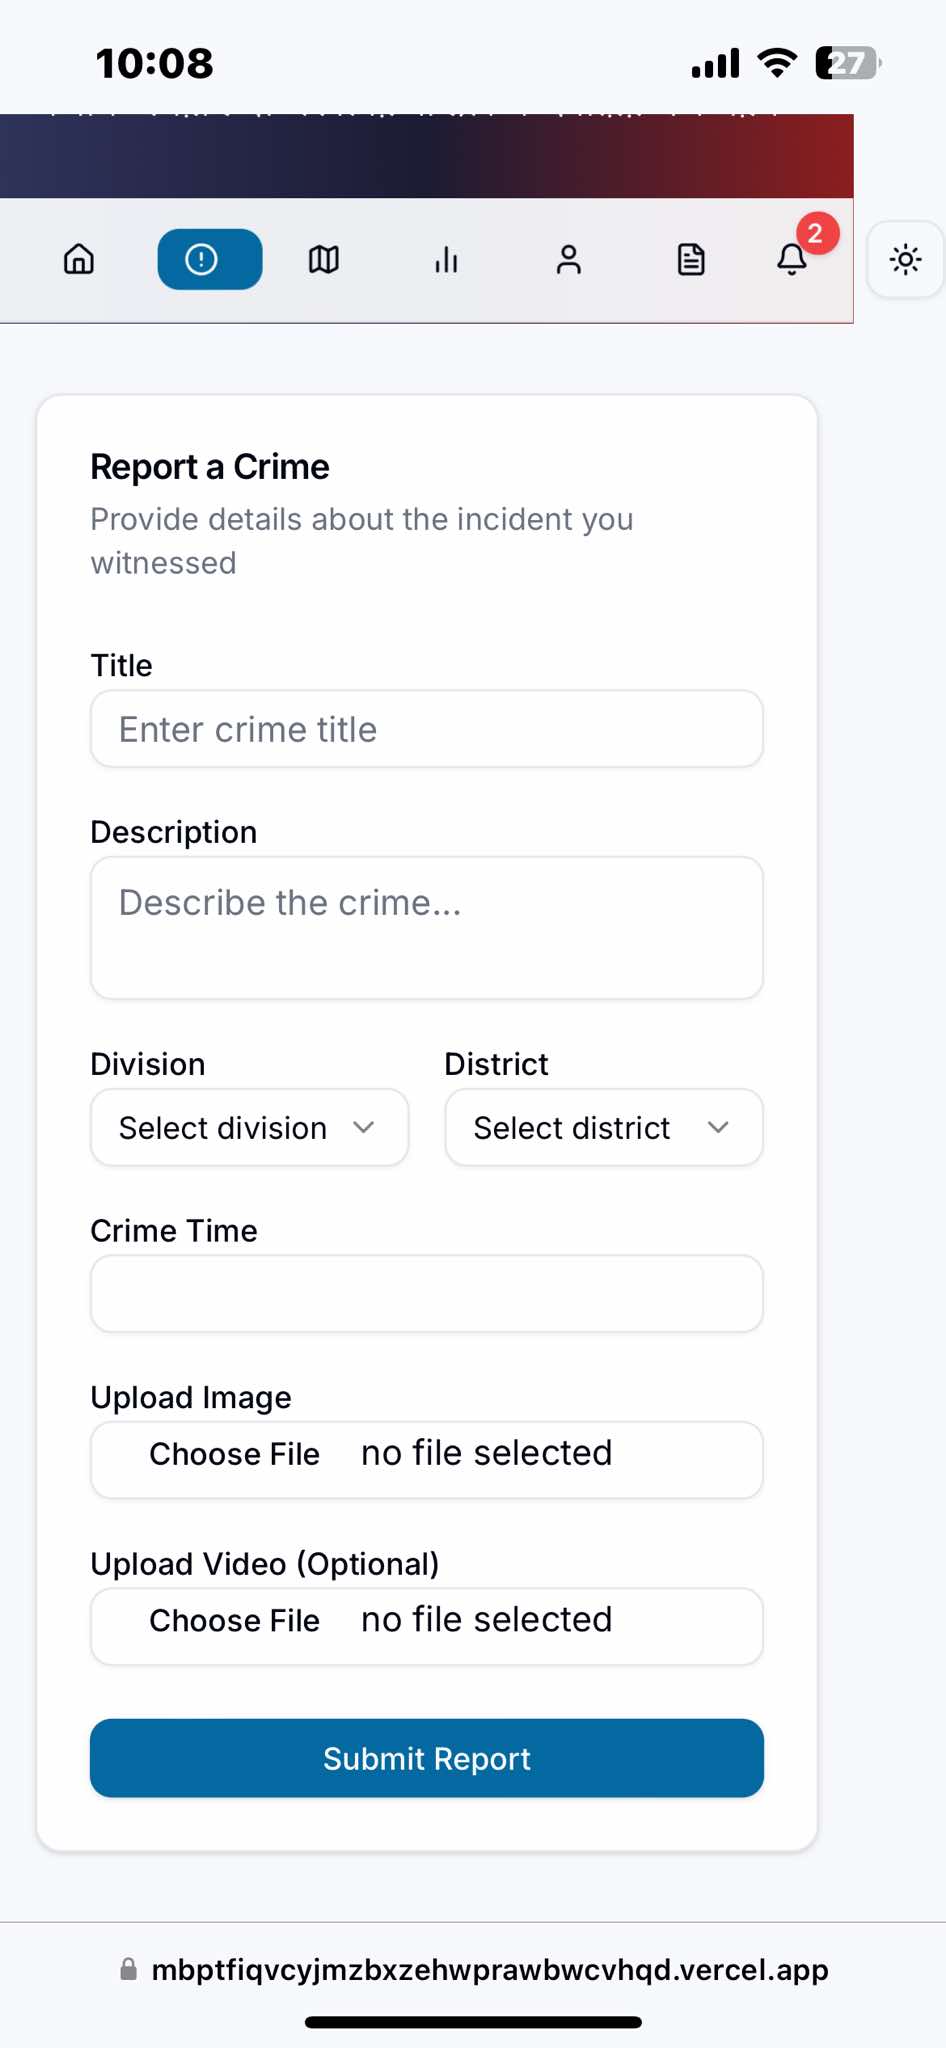 10:08
27
2
Report a Crime
Provide details about the incident you
witnessed
Title
Enter crime title
Description
Describe the crime...
Division District
Select division Select district
Crime Time
Upload Image
Choose File no file selected
Upload Video (Optional)
Choose File no file selected
Submit Report
mbptfiqvcyjmzbxzehwprawbwcvhqd.vercel.app